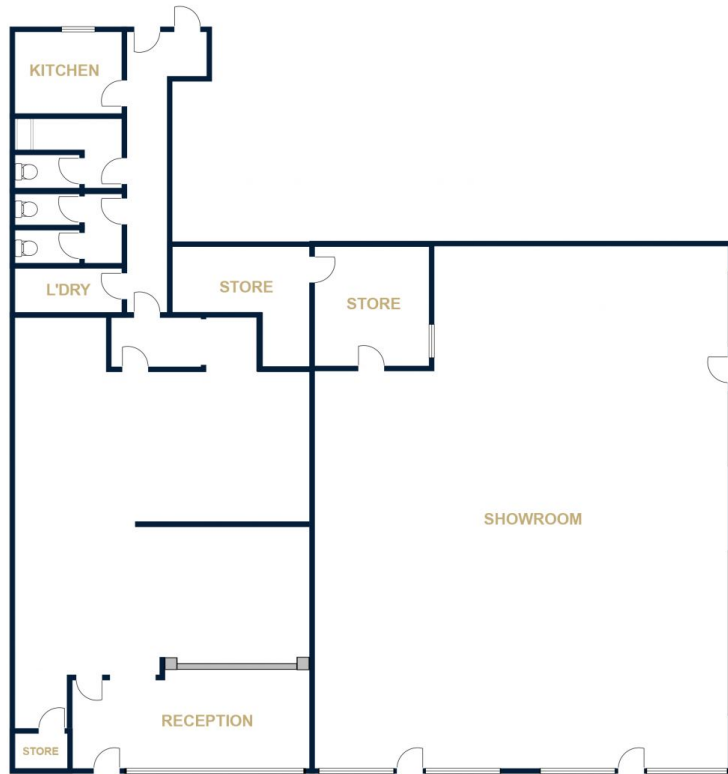 KITCHEN
L'DRY
STORE
STORE
SHOWROOM
RECEPTION
STORE